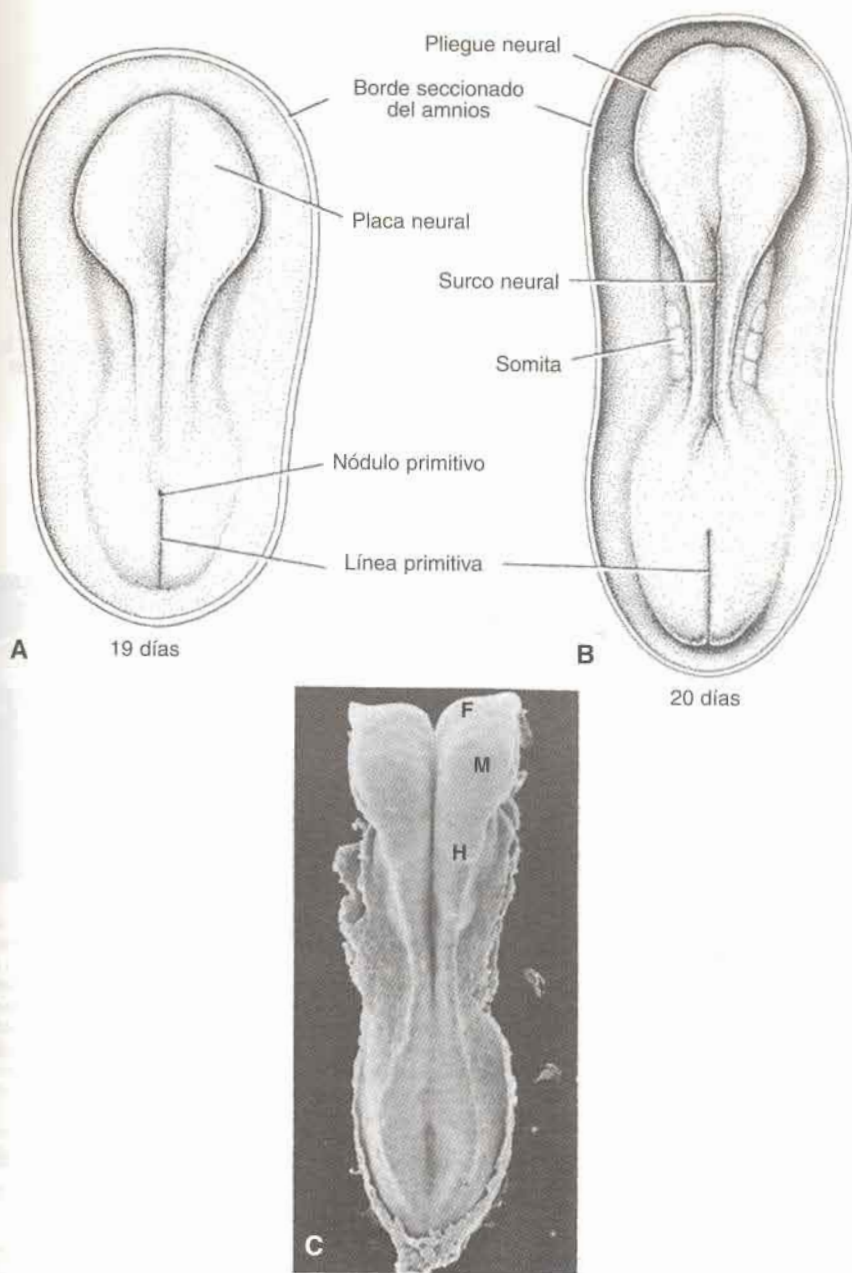 Pliegue neural
Borde seccionado
del amnios
Placa neural
Surco neural
Somita
Nódulo primitivo
Línea primitiva
A
19 días
B
20 días
F
M
H
C